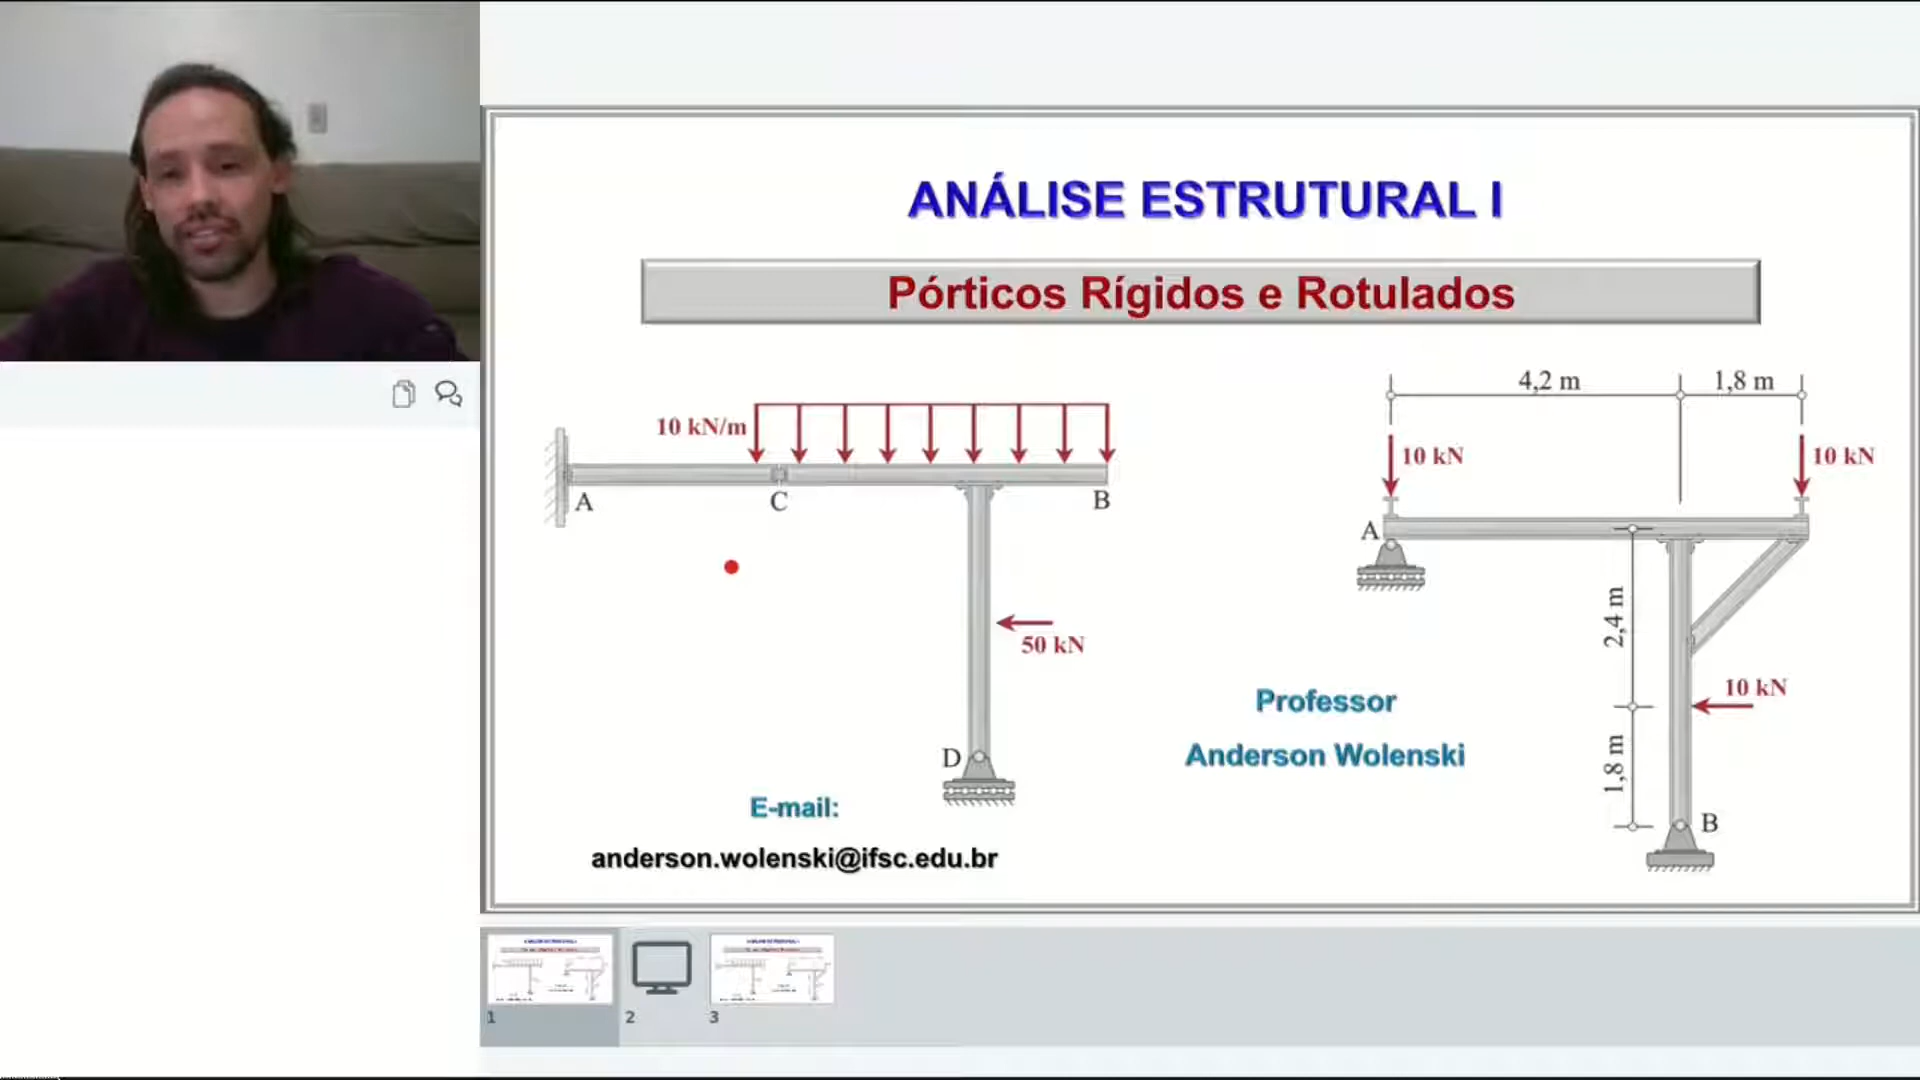 ANÁLISE ESTRUTURAL I
Pórticos Rígidos e Rotulados
10 kN/m
A
C
B
50 kN
D
4,2 m
1,8 m
10 kN
10 kN
A
2,4 m
10 kN
1,8 m
B
Professor
Anderson Wolenski
E-mail:
anderson.wolenski@ifsc.edu.br
1
2
3